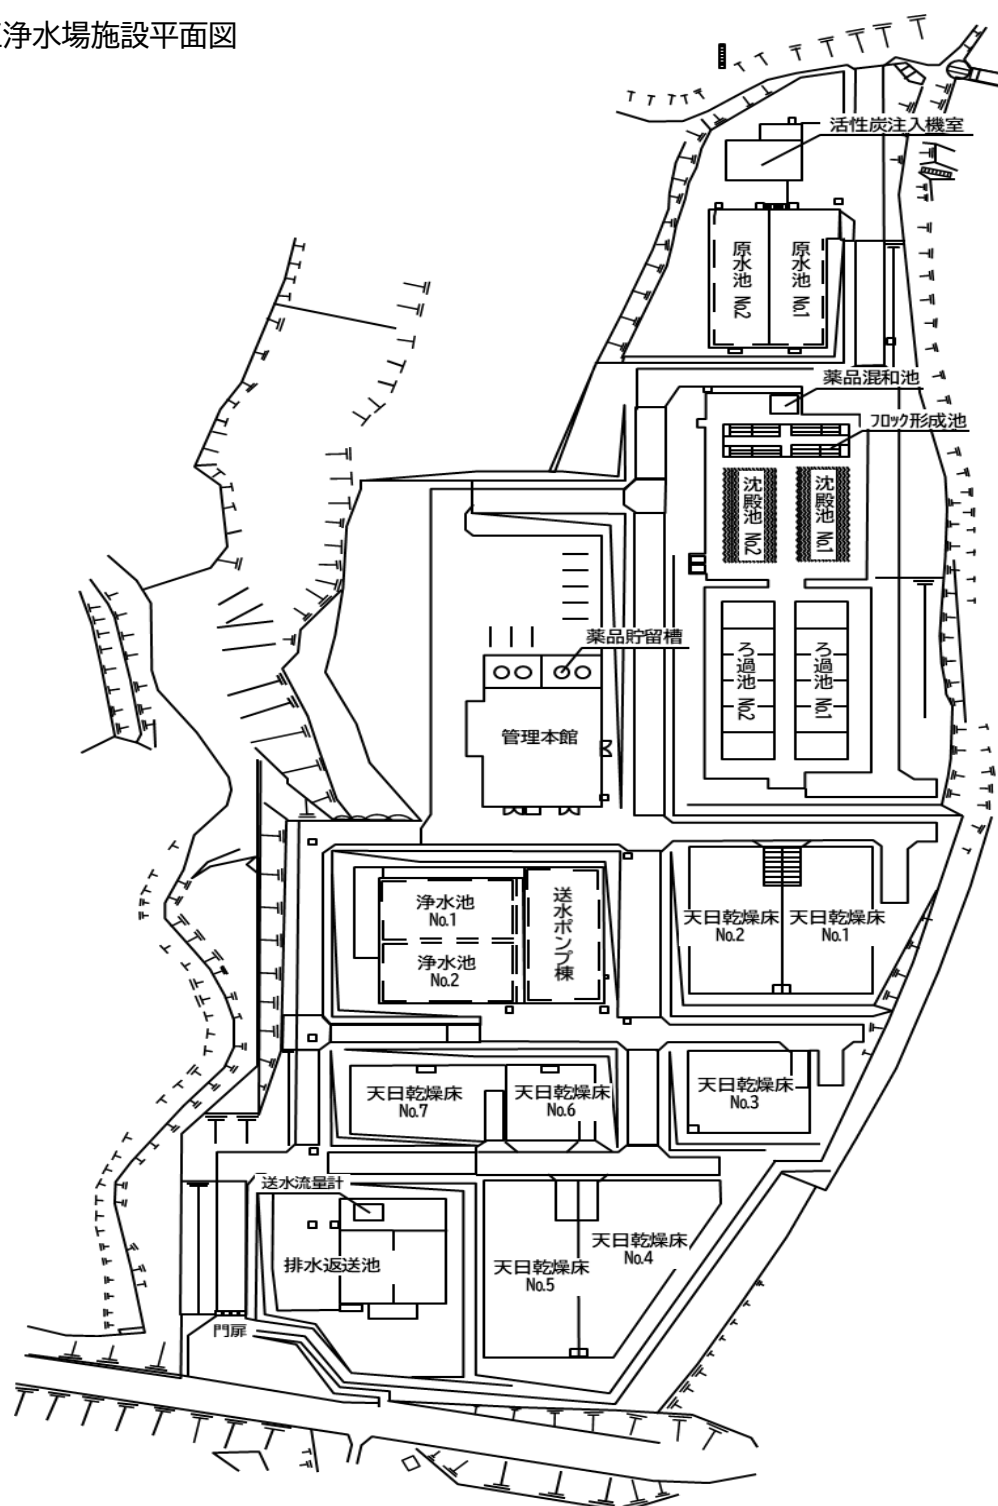 浄水場施設平面図
活性炭注入機室
原水池 No.2
原水池 No.1
薬品混和池
フロック形成池
沈殿池 No.2
沈殿池 No.1
薬品貯留槽
ろ過池 No.2
ろ過池 No.1
管理本館
浄水池
No.1
浄水池
No.2
送水ポンプ棟
天日乾燥床
No.2
天日乾燥床
No.1
天日乾燥床
No.7
天日乾燥床
No.6
天日乾燥床
No.3
送水流量計
排水返送池
天日乾燥床
No.5
天日乾燥床
No.4
門扉